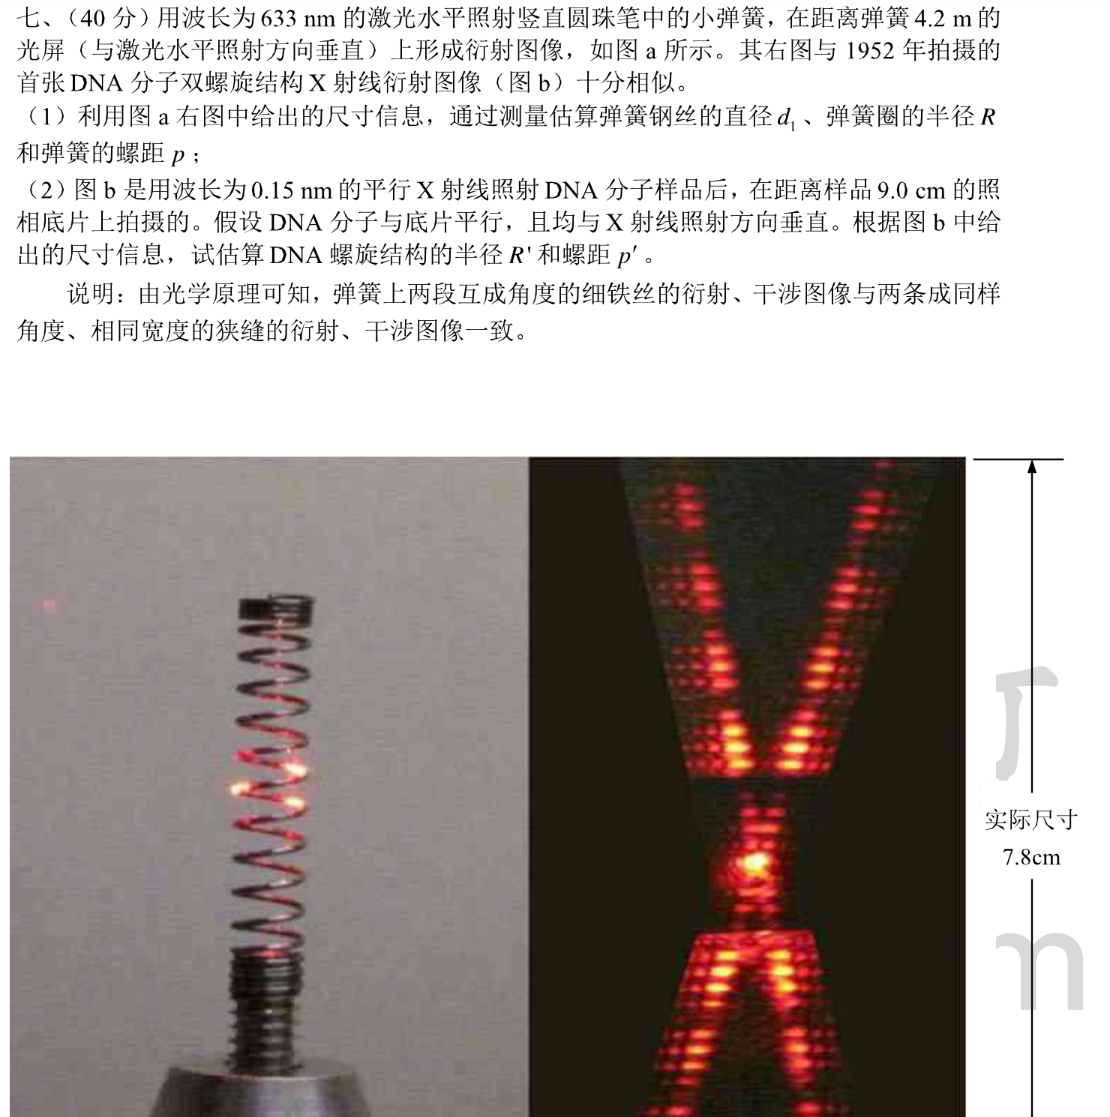 七、（40 分）用波长为 633 nm 的激光水平照射竖直圆珠笔中的小弹簧，在距离弹簧 4.2 m 的
光屏（与激光水平照射方向垂直）上形成衍射图像，如图 a 所示。其右图与 1952 年拍摄的
首张 DNA 分子双螺旋结构 X 射线衍射图像（图 b）十分相似。
（1）利用图 a 右图中给出的尺寸信息，通过测量估算弹簧钢丝的直径 d₁ 、弹簧圈的半径 R
和弹簧的螺距 p ；
（2）图 b 是用波长为 0.15 nm 的平行 X 射线照射 DNA 分子样品后，在距离样品 9.0 cm 的照
相底片上拍摄的。假设 DNA 分子与底片平行，且均与 X 射线照射方向垂直。根据图 b 中给
出的尺寸信息，试估算 DNA 螺旋结构的半径 R' 和螺距 p′ 。
说明：由光学原理可知，弹簧上两段互成角度的细铁丝的衍射、干涉图像与两条成同样
角度、相同宽度的狭缝的衍射、干涉图像一致。
实际尺寸
7.8cm